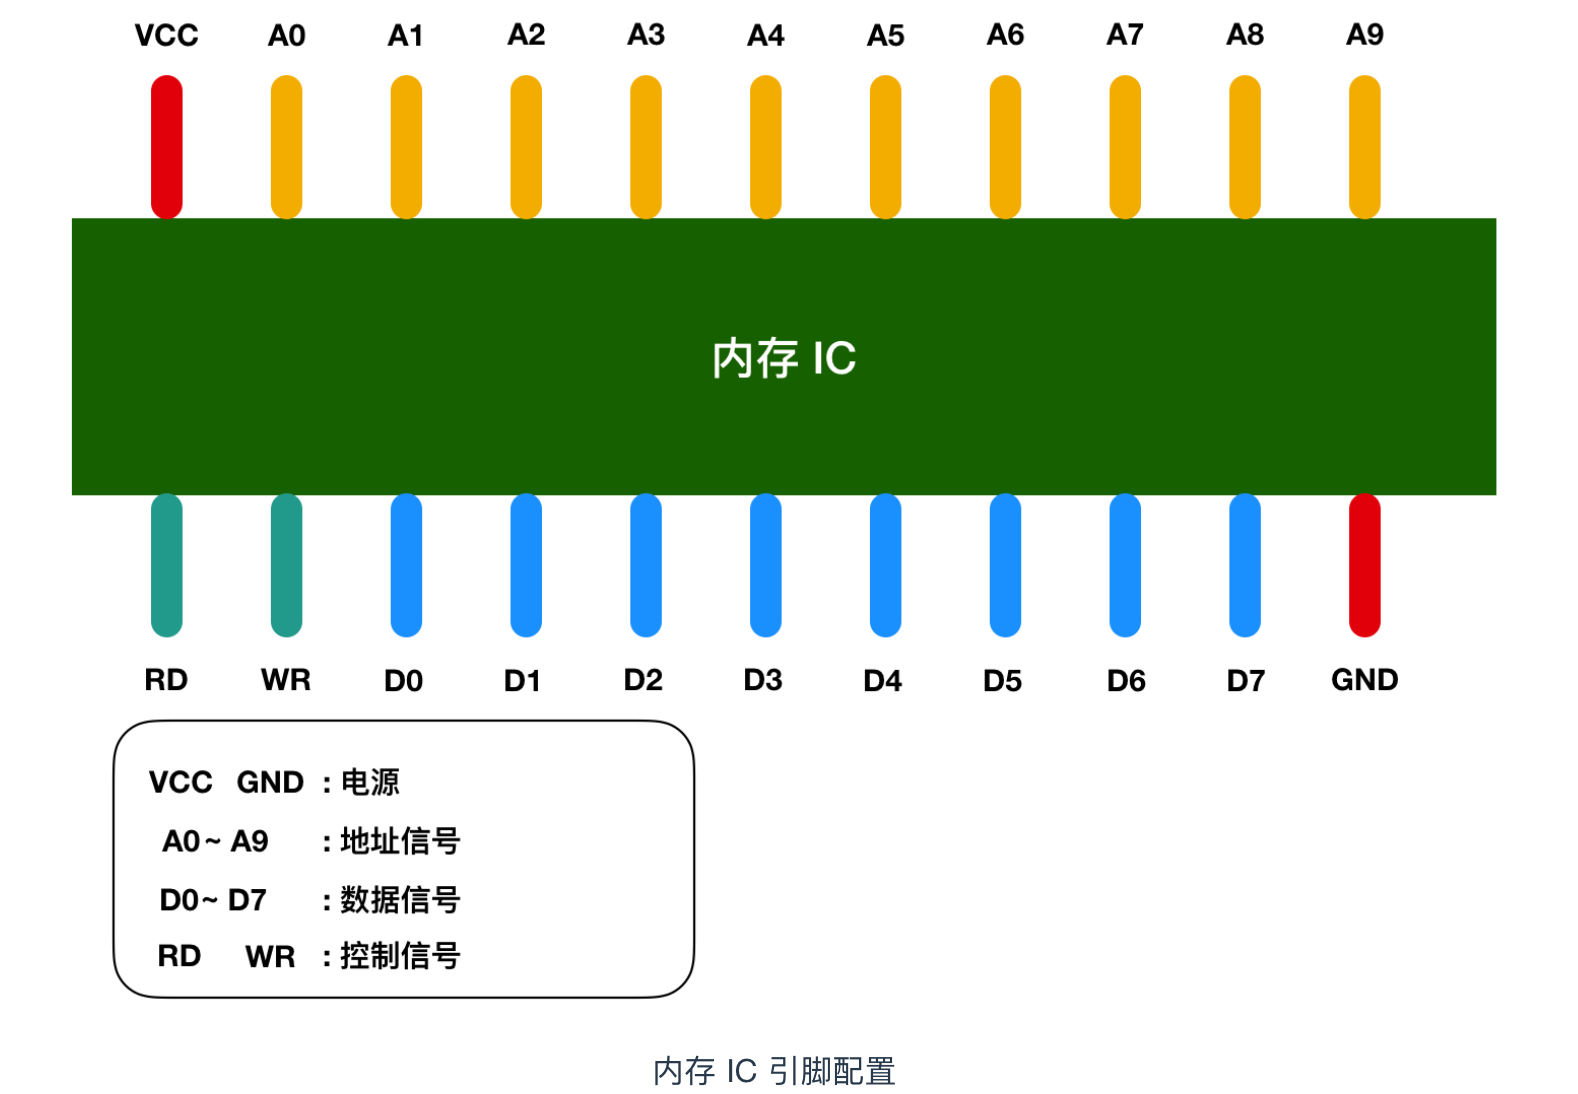 VCC A0 A1 A2 A3 A4 A5 A6 A7 A8 A9
内存 IC
RD WR D0 D1 D2 D3 D4 D5 D6 D7 GND
VCC GND : 电源
A0~ A9 : 地址信号
D0~ D7 : 数据信号
RD WR : 控制信号
内存 IC 引脚配置